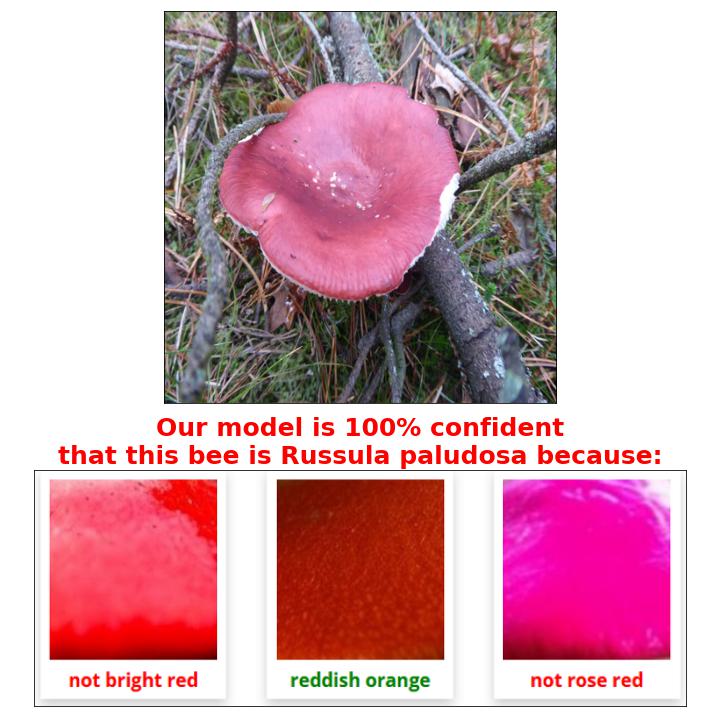 Our model is 100% confident
that this bee is Russula paludosa because:
not bright red
reddish orange
not rose red